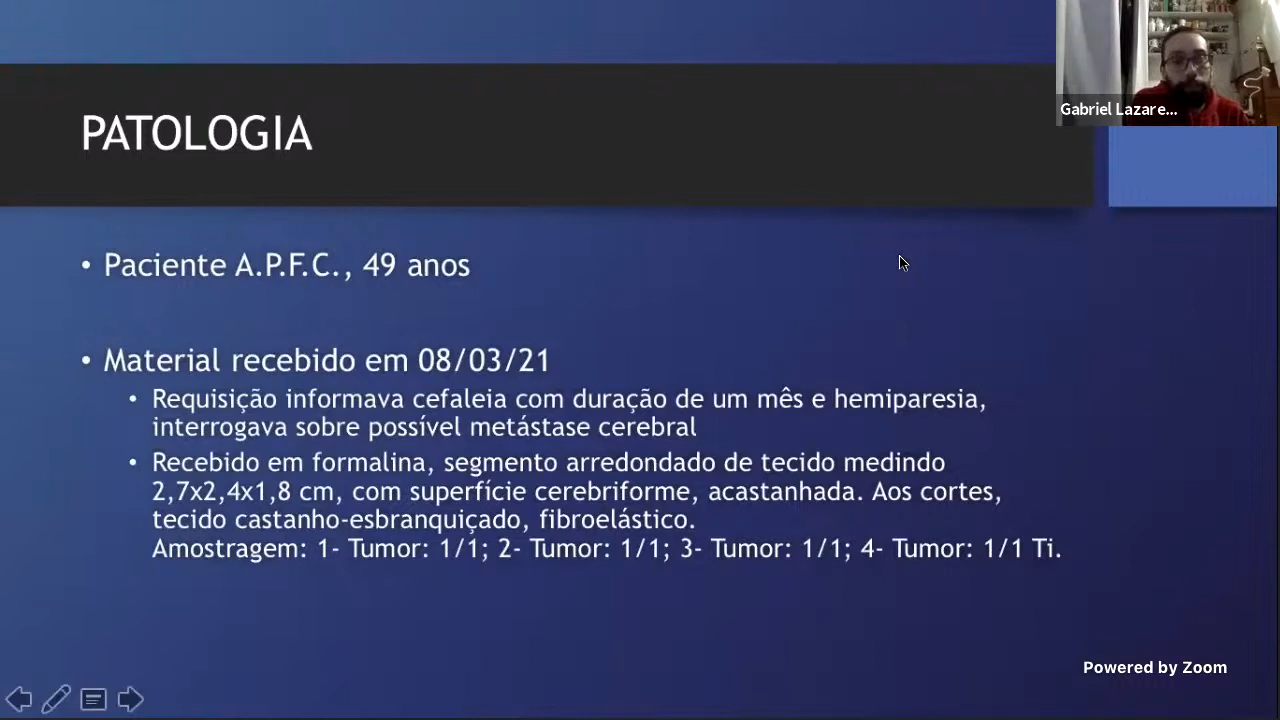 Gabriel Lazare...
PATOLOGIA
• Paciente A.P.F.C., 49 anos
• Material recebido em 08/03/21
• Requisição informava cefaleia com duração de um mês e hemiparesia,
interrogava sobre possível metástase cerebral
• Recebido em formalina, segmento arredondado de tecido medindo
2,7x2,4x1,8 cm, com superfície cerebriforme, acastanhada. Aos cortes,
tecido castanho-esbranquiçado, fibroelástico.
Amostragem: 1- Tumor: 1/1; 2- Tumor: 1/1; 3- Tumor: 1/1; 4- Tumor: 1/1 Ti.
Powered by Zoom